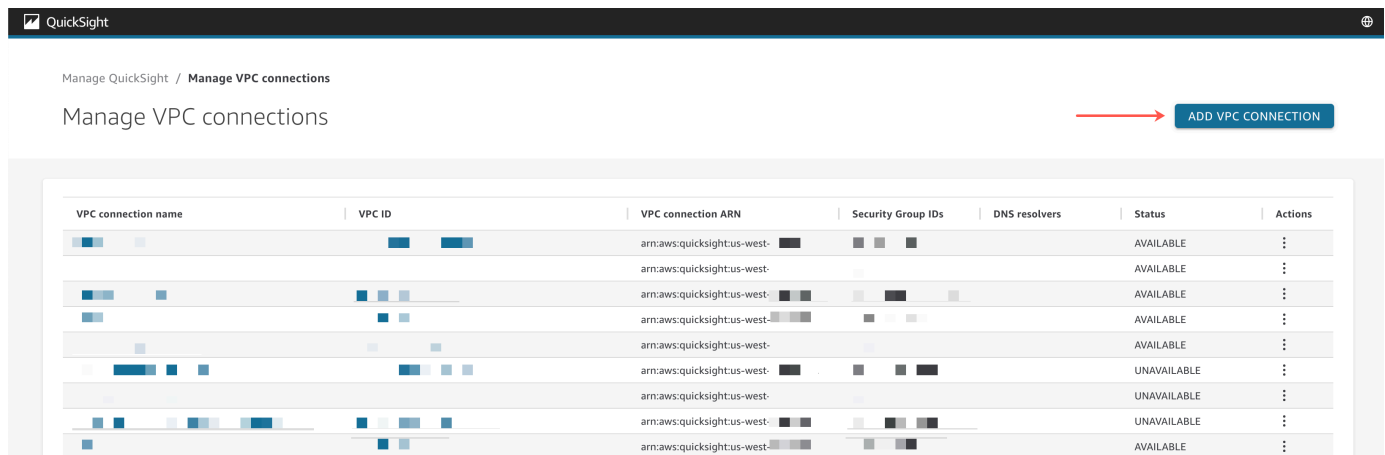 QuickSight
Manage QuickSight / Manage VPC connections
Manage VPC connections
ADD VPC CONNECTION
VPC connection name VPC ID VPC connection ARN Security Group IDs DNS resolvers Status Actions
arn:aws:quicksight:us-west- AVAILABLE
arn:aws:quicksight:us-west- AVAILABLE
arn:aws:quicksight:us-west- AVAILABLE
arn:aws:quicksight:us-west- AVAILABLE
arn:aws:quicksight:us-west- AVAILABLE
arn:aws:quicksight:us-west- UNAVAILABLE
arn:aws:quicksight:us-west- UNAVAILABLE
arn:aws:quicksight:us-west- UNAVAILABLE
arn:aws:quicksight:us-west- AVAILABLE